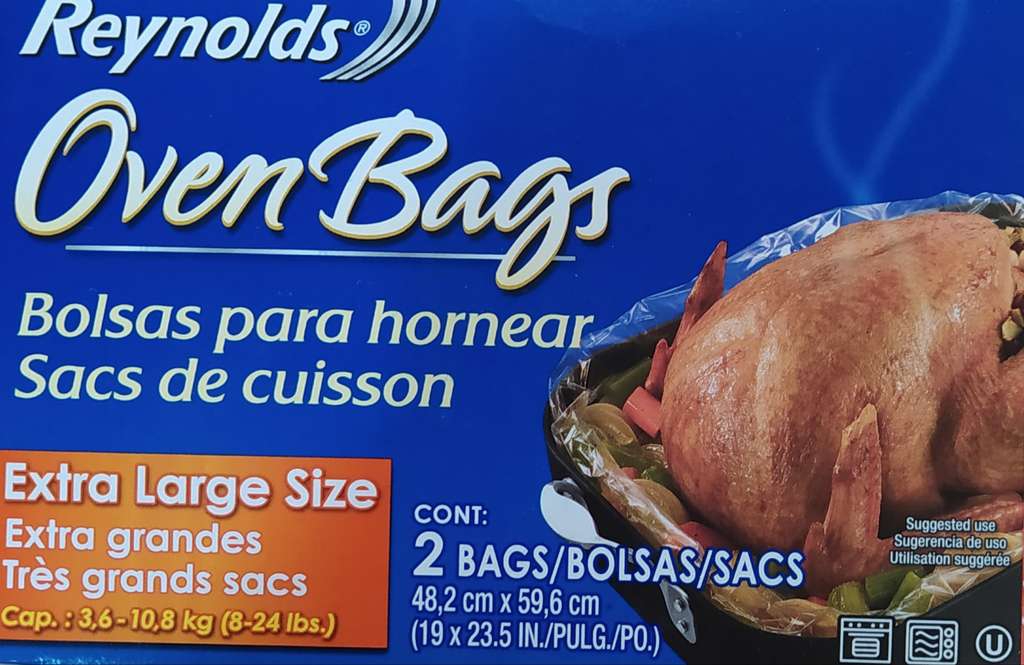 Reynolds®
Oven Bags
Bolsas para hornear
Sacs de cuisson
Extra Large Size
Extra grandes
Très grands sacs
Cap. : 3,6-10,8 kg (8-24 lbs.)
CONT:
2 BAGS/BOLSAS/SACS
48,2 cm x 59,6 cm
(19 x 23.5 IN./PULG./PO.)
Suggested use
Sugerencia de uso
Utilisation suggérée
U